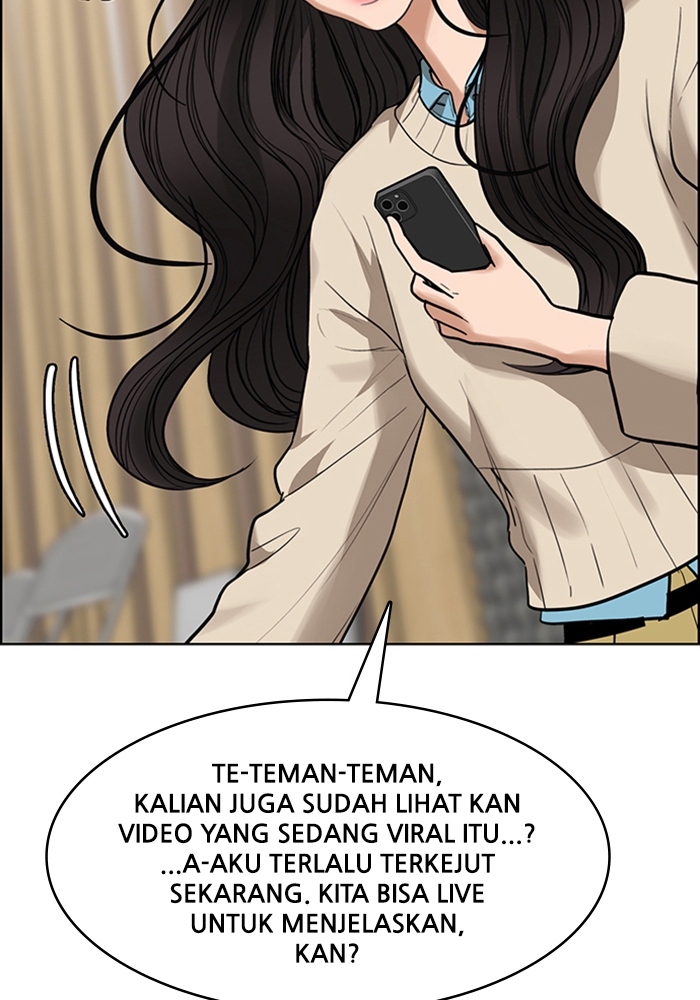 TE-TEMAN-TEMAN,
KALIAN JUGA SUDAH LIHAT KAN
VIDEO YANG SEDANG VIRAL ITU...?
...A-AKU TERLALU TERKEJUT
SEKARANG. KITA BISA LIVE
UNTUK MENJELASKAN,
KAN?